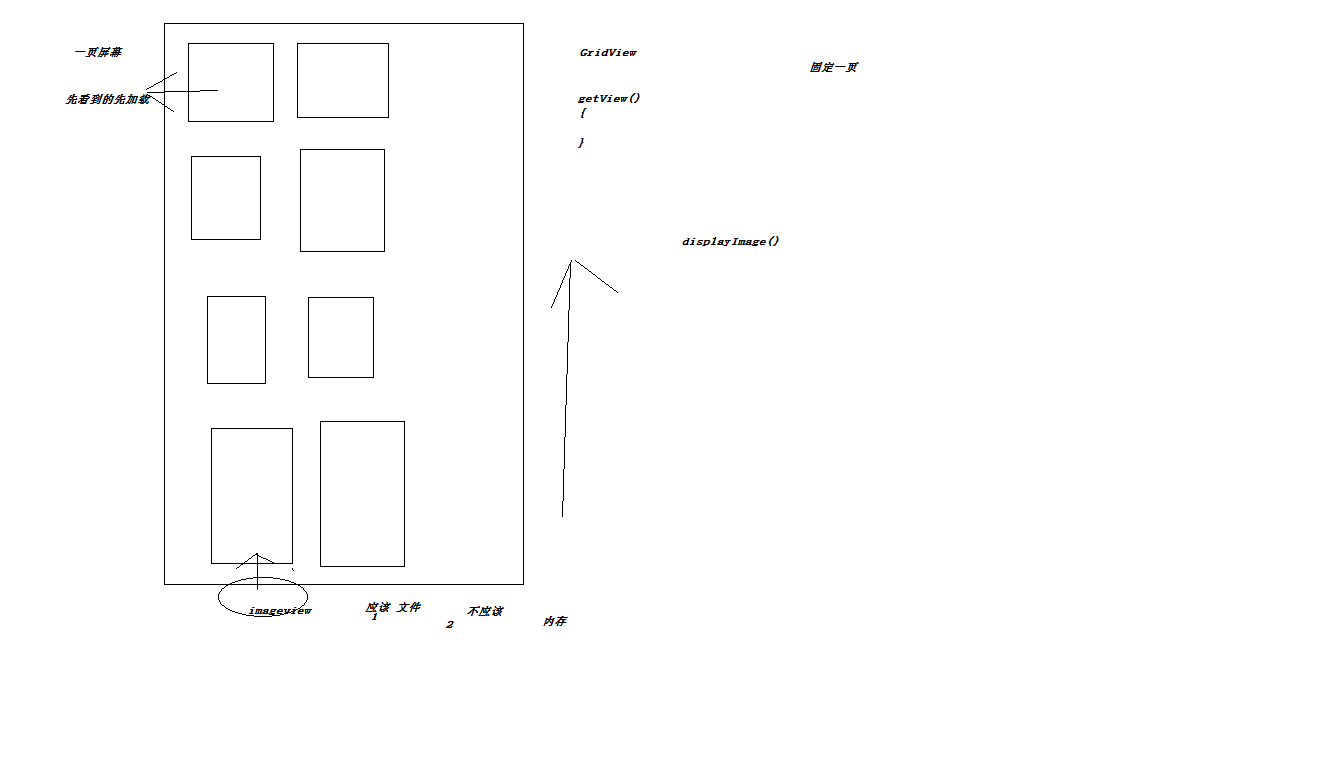 一页屏幕
先看到的先加载
GridView
固定一页
getView()
{
}
displayImage()
imageview
应该 文件
1
不应该
2
内存